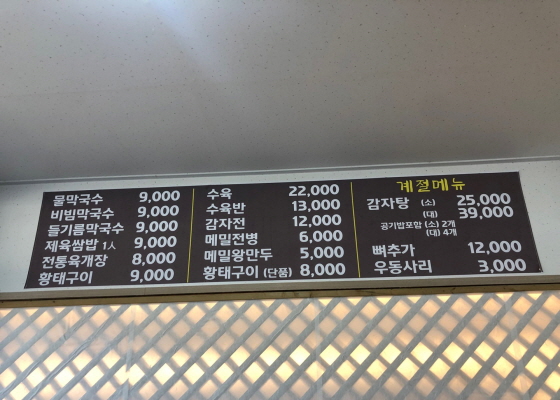 물막국수 9,000
비빔막국수 9,000
들기름막국수 9,000
제육쌈밥 1人 9,000
전통육개장 8,000
황태구이 9,000
수육 22,000
수육반 13,000
감자전 12,000
메밀전병 6,000
메밀왕만두 5,000
황태구이 (단품) 8,000
계절메뉴
감자탕 (소) 25,000
(대) 39,000
공기밥포함 (소) 2개
(대) 4개
뼈추가 12,000
우동사리 3,000